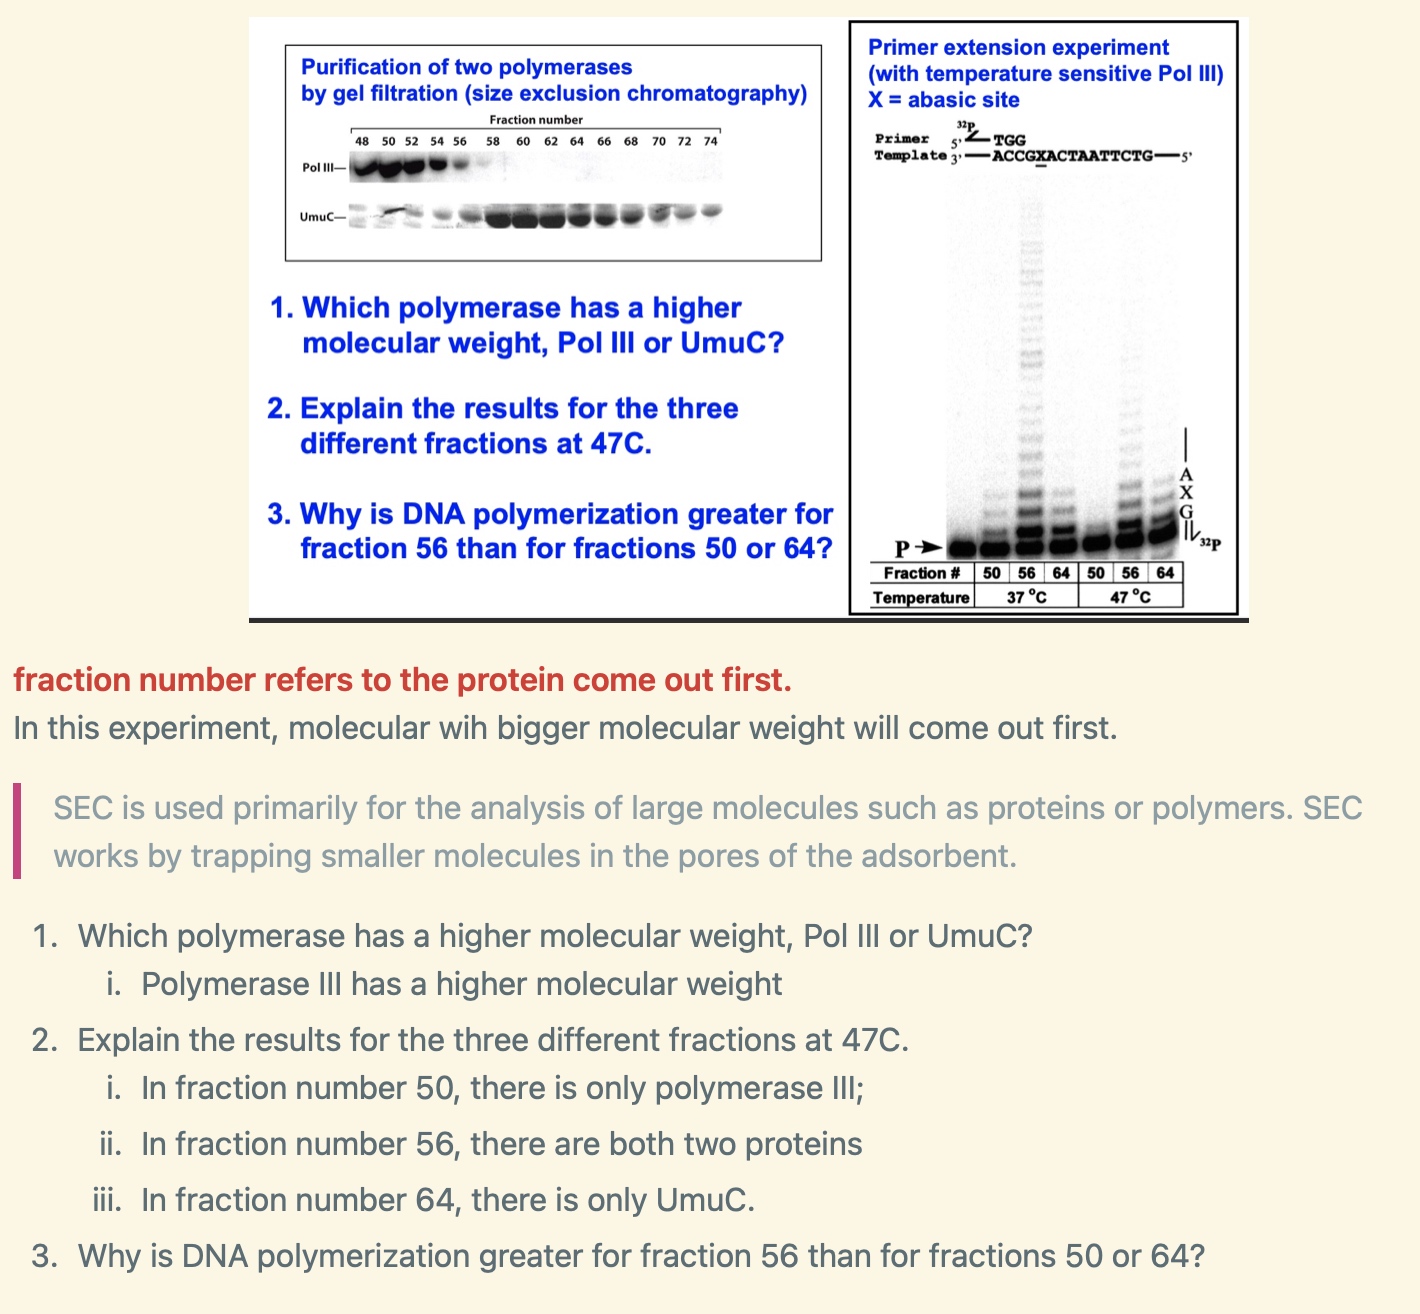 Purification of two polymerases
by gel filtration (size exclusion chromatography)
Fraction number
48 50 52 54 56 58 60 62 64 66 68 70 72 74
Pol III
UmuC
1. Which polymerase has a higher
molecular weight, Pol III or UmuC?
2. Explain the results for the three
different fractions at 47C.
3. Why is DNA polymerization greater for
fraction 56 than for fractions 50 or 64?
Primer extension experiment
(with temperature sensitive Pol III)
X = abasic site
32P
Primer 5' TGG
Template 3' ACCGXACTAATTCTG 5'
A
X
G
32P
P
Fraction # 50 56 64 50 56 64
Temperature 37 °C 47 °C
fraction number refers to the protein come out first.
In this experiment, molecular wih bigger molecular weight will come out first.
SEC is used primarily for the analysis of large molecules such as proteins or polymers. SEC
works by trapping smaller molecules in the pores of the adsorbent.
1. Which polymerase has a higher molecular weight, Pol III or UmuC?
i. Polymerase III has a higher molecular weight
2. Explain the results for the three different fractions at 47C.
i. In fraction number 50, there is only polymerase III;
ii. In fraction number 56, there are both two proteins
iii. In fraction number 64, there is only UmuC.
3. Why is DNA polymerization greater for fraction 56 than for fractions 50 or 64?